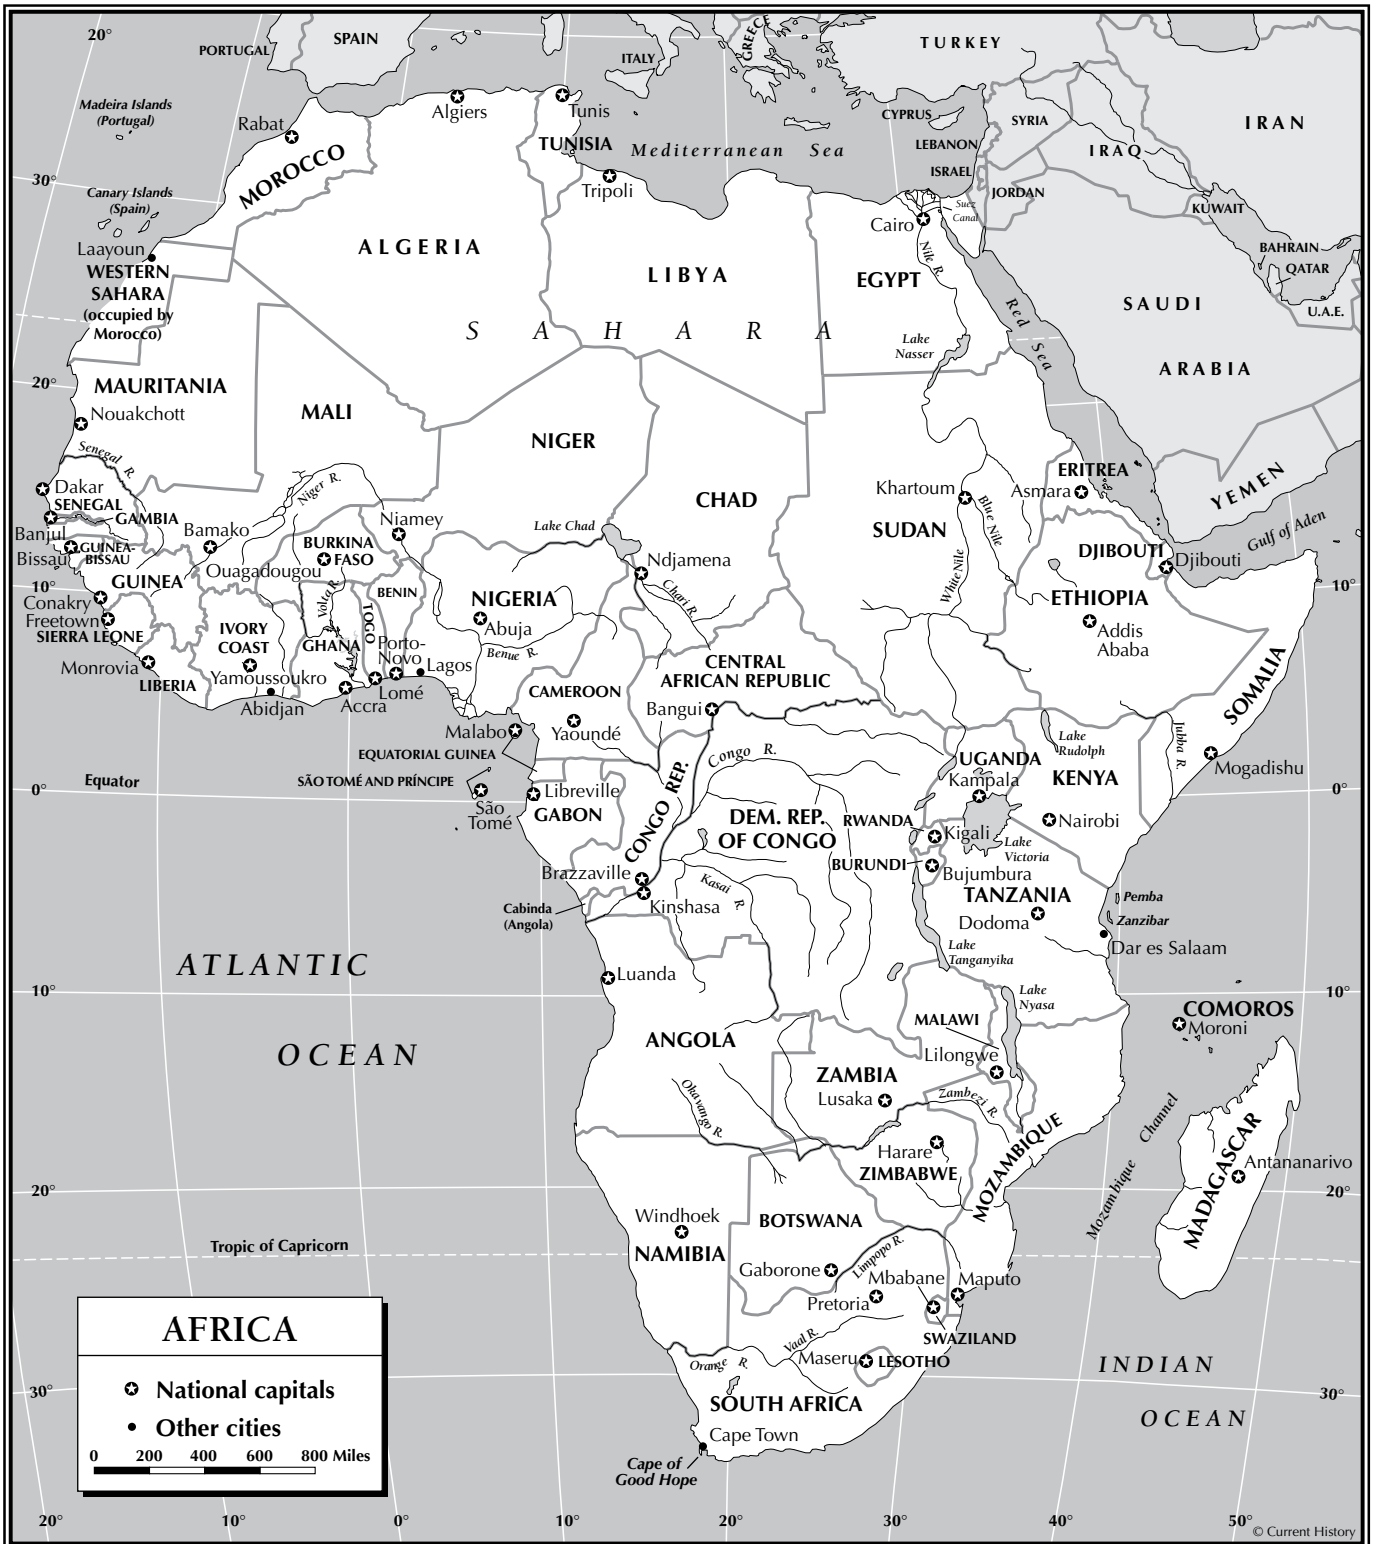 20°
PORTUGAL
SPAIN
ITALY
GREECE
TURKEY
Madeira Islands
(Portugal)
Rabat
Algiers
Tunis
TUNISIA
Mediterranean Sea
CYPRUS
SYRIA
LEBANON
ISRAEL
IRAQ
IRAN
30°
Canary Islands
(Spain)
MOROCCO
Tripoli
JORDAN
Suez
Canal
KUWAIT
Cairo
Laayoun
WESTERN
SAHARA
(occupied by
Morocco)
ALGERIA
LIBYA
EGYPT
Nile R.
BAHRAIN
QATAR
U.A.E.
SAUDI
ARABIA
Red Sea
SAHARA
Lake
Nasser
20°
MAURITANIA
Nouakchott
MALI
NIGER
CHAD
SUDAN
Khartoum
ERITREA
Asmara
YEMEN
Senegal R.
Dakar
SENEGAL
GAMBIA
Banjul
Bissau
GUINEA-
BISSAU
Bamako
Niger R.
Niamey
Lake Chad
Ndjamena
Blue Nile
White Nile
DJIBOUTI
Djibouti
Gulf of Aden
BURKINA
FASO
Ouagadougou
GUINEA
10°
Conakry
Freetown
SIERRA LEONE
Monrovia
LIBERIA
IVORY
COAST
Yamoussoukro
Abidjan
Volta R.
GHANA
Accra
TOGO
BENIN
Porto-
Novo
Lomé
Lagos
NIGERIA
Abuja
Benue R.
Chari R.
ETHIOPIA
Addis
Ababa
10°
CENTRAL
AFRICAN REPUBLIC
Bangui
CAMEROON
Yaoundé
Malabo
EQUATORIAL GUINEA
SÃO TOMÉ AND PRÍNCIPE
São
Tomé
Libreville
GABON
CONGO REP.
Congo R.
DEM. REP.
OF CONGO
UGANDA
Kampala
Lake
Rudolph
KENYA
Nairobi
Jubba R.
SOMALIA
Mogadishu
Equator
0°
0°
RWANDA
Kigali
BURUNDI
Bujumbura
Lake
Victoria
TANZANIA
Dodoma
Pemba
Zanzibar
Dar es Salaam
Lake
Tanganyika
Brazzaville
Kinshasa
Kasai R.
Cabinda
(Angola)
ATLANTIC
OCEAN
Luanda
ANGOLA
10°
10°
Lake
Nyasa
COMOROS
Moroni
MALAWI
Lilongwe
ZAMBIA
Lusaka
Zambezi R.
Okavango R.
Harare
ZIMBABWE
MOZAMBIQUE
Mozambique Channel
MADAGASCAR
Antananarivo
20°
20°
Windhoek
NAMIBIA
BOTSWANA
Gaborone
Limpopo R.
Mbabane
Maputo
Pretoria
SWAZILAND
Tropic of Capricorn
Vaal R.
Orange R.
Maseru
LESOTHO
SOUTH AFRICA
Cape Town
Cape of
Good Hope
INDIAN
OCEAN
30°
30°
AFRICA
National capitals
Other cities
0 200 400 600 800 Miles
20° 10° 0° 10° 20° 30° 40° 50°
© Current History